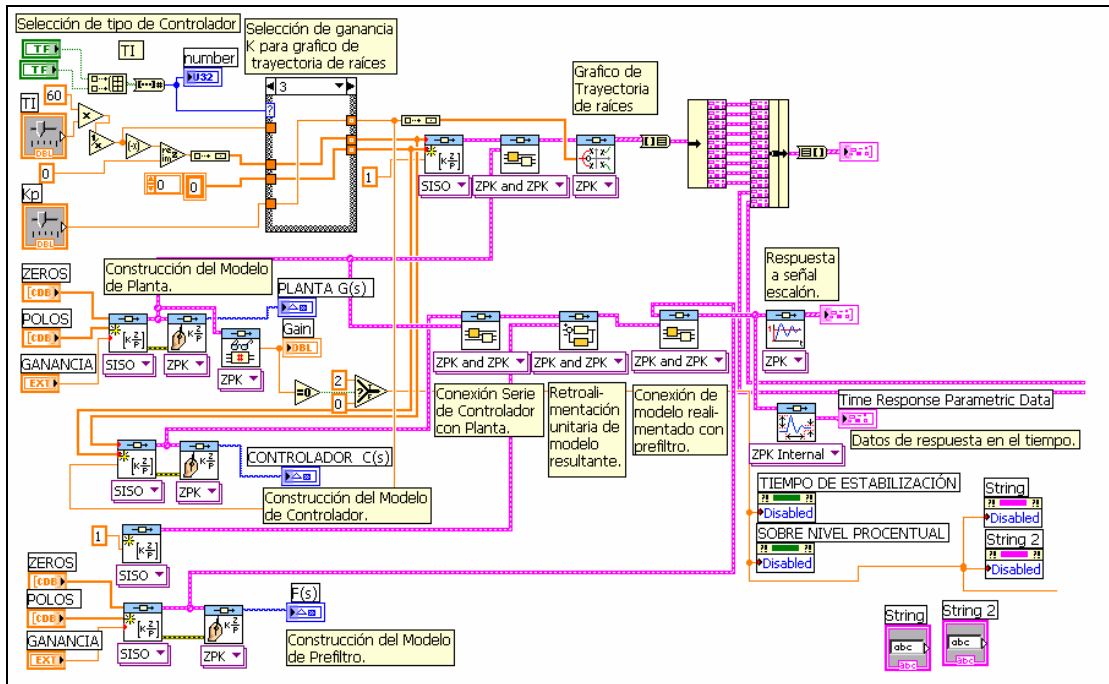 Selección de tipo de Controlador
TF
TF
TI
number
U32
Selección de ganancia
K para grafico de
trayectoria de raíces
3
?
TI
60
x
DBL
0
0
0
Kp
DBL
1
Grafico de
Trayectoria
de raíces
SISO
ZPK and ZPK
ZPK
Construcción del Modelo
de Planta.
ZEROS
[CDB]
POLOS
[CDB]
GANANCIA
EXT
SISO
ZPK
PLANTA G(s)
Gain
DBL
ZPK
=0
2
0
?
ZPK and ZPK
ZPK and ZPK
ZPK and ZPK
Conexión Serie
de Controlador
con Planta.
Retroali-
mentación
unitaria de
modelo
resultante.
Conexión de
modelo reali-
mentado con
prefiltro.
Respuesta
a señal
escalón.
ZPK
Time Response Parametric Data
Datos de respuesta en el tiempo.
ZPK Internal
SISO
ZPK
CONTROLADOR C(s)
Construcción del Modelo
de Controlador.
TIEMPO DE ESTABILIZACIÓN
Disabled
SOBRE NIVEL PROCENTUAL
Disabled
String
Disabled
String 2
Disabled
1
SISO
ZEROS
[CDB]
POLOS
[CDB]
GANANCIA
EXT
SISO
ZPK
F(s)
Construcción del Modelo
de Prefiltro.
String
abc
abc
String 2
abc
abc